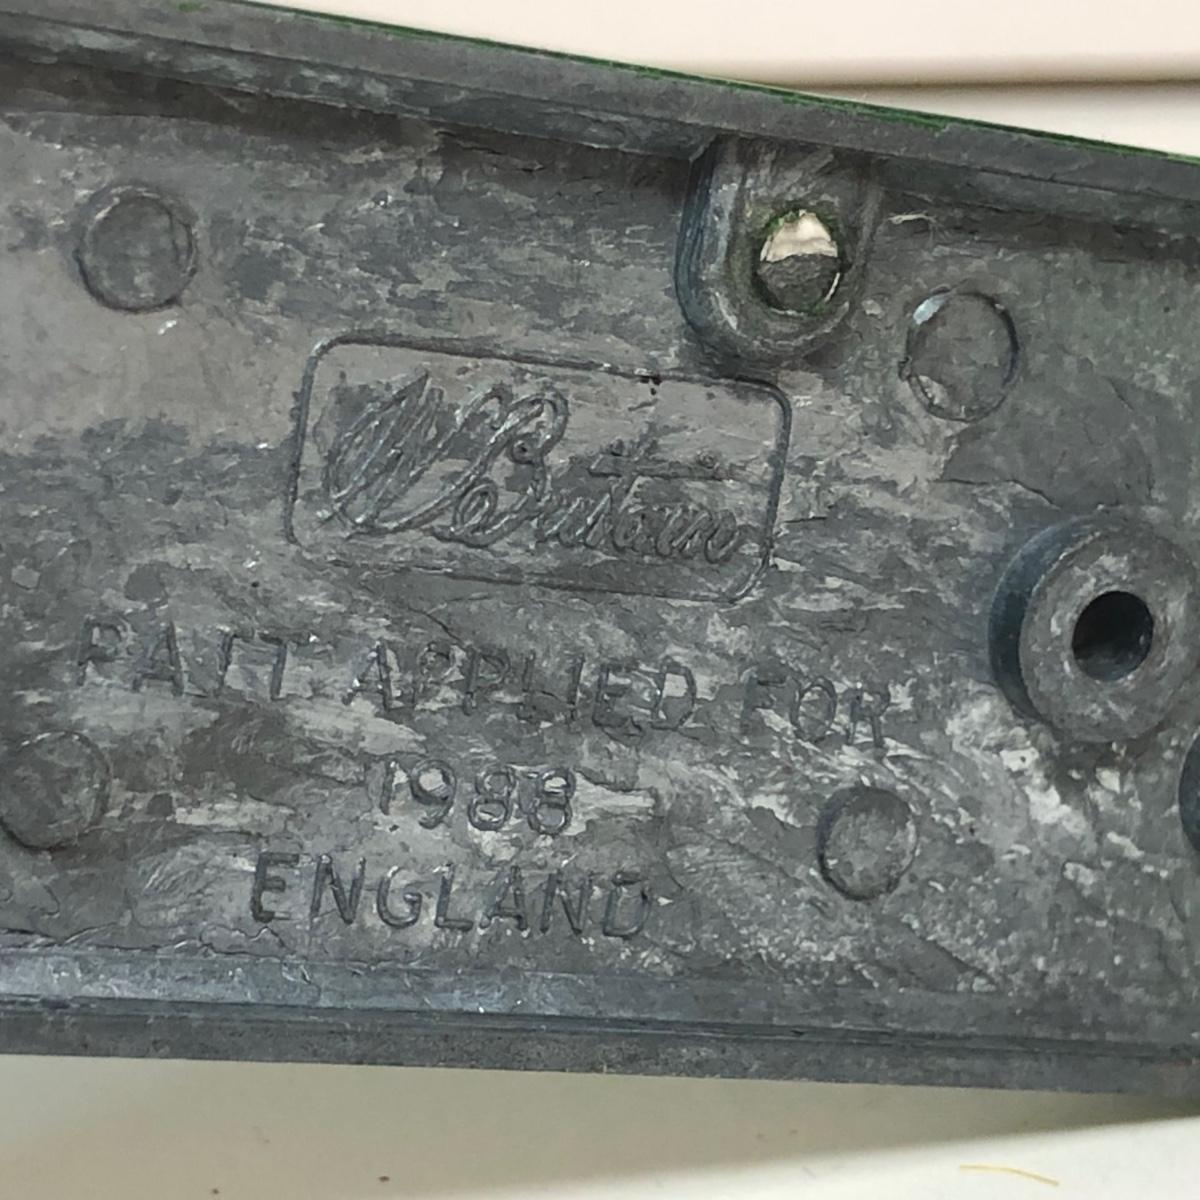 W Britain
PATT APPLIED FOR
1988
ENGLAND